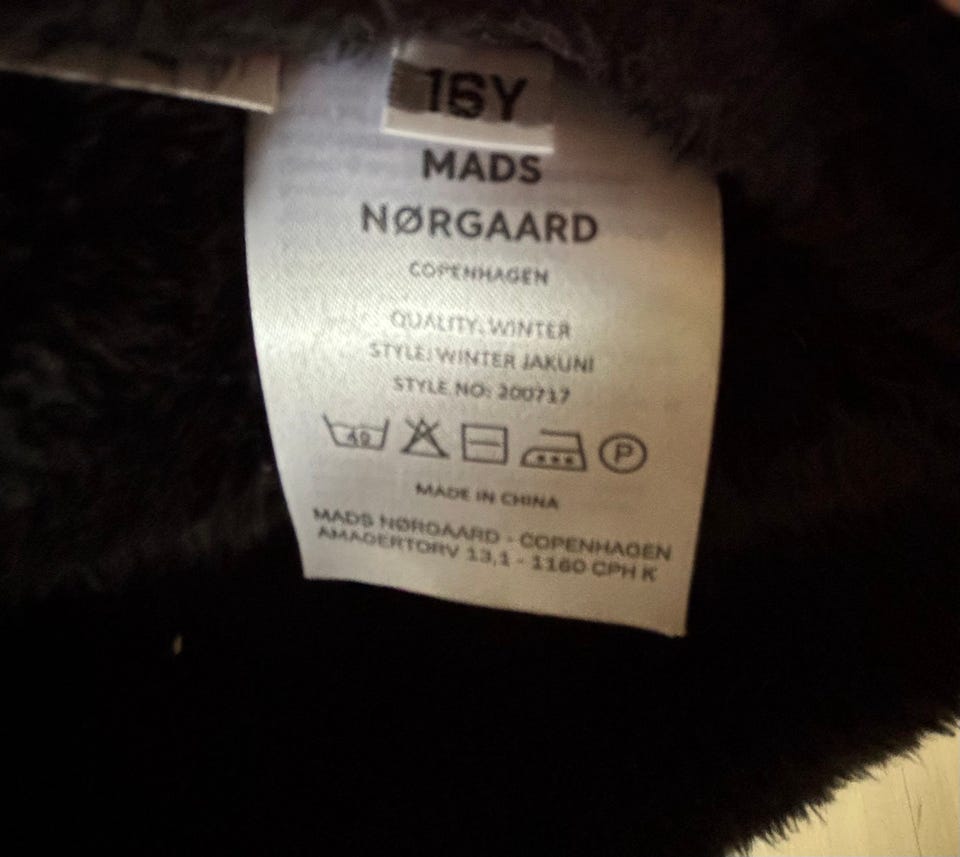 16Y
MADS
NØRGAARD
COPENHAGEN
QUALITY: WINTER
STYLE: WINTER JAKUNI
STYLE NO: 200717
40
P
MADE IN CHINA
MADS NØRGAARD - COPENHAGEN
AMAGERTORV 13,1 - 1160 CPH K